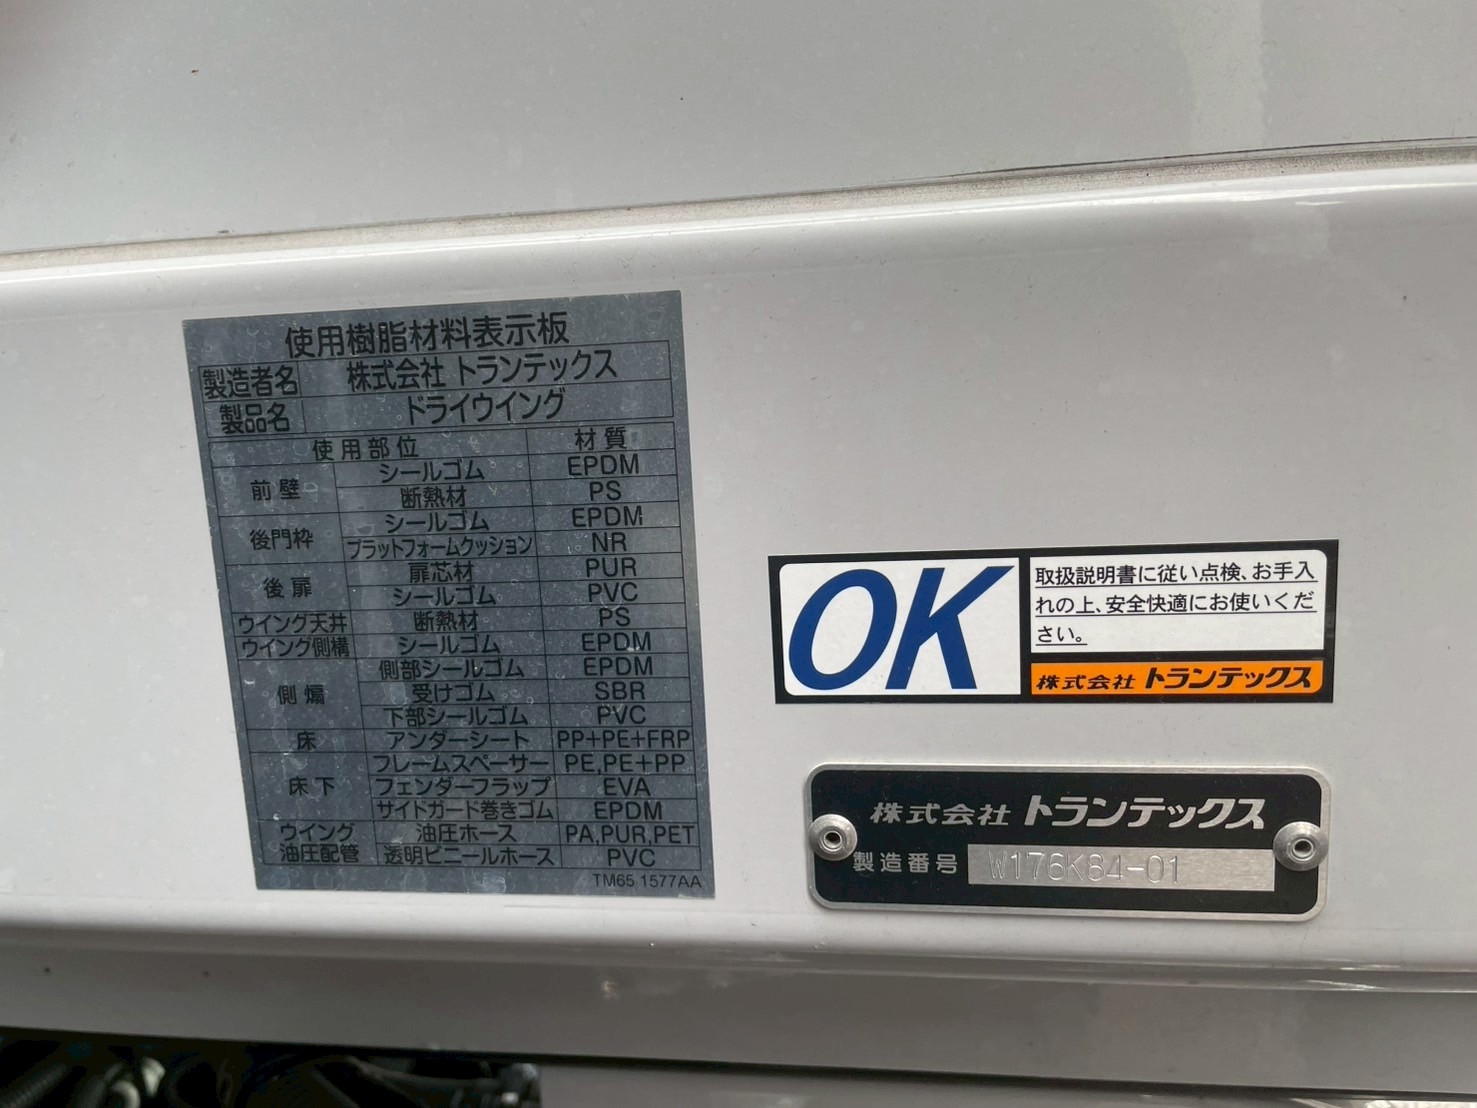 使用樹脂材料表示板
製造者名 株式会社 トランテックス
製品名 ドライウイング
使用部位 材質
前壁 シールゴム EPDM
断熱材 PS
後門枠 シールゴム EPDM
プラットフォームクッション NR
後扉 扉芯材 PUR
シールゴム PVC
ウイング天井 断熱材 PS
ウイング側構 シールゴム EPDM
側煽 側部シールゴム EPDM
受けゴム SBR
下部シールゴム PVC
床 アンダーシート PP+PE+FRP
床下 フレームスペーサー PE,PE+PP
フェンダーフラップ EVA
サイドガード巻きゴム EPDM
ウイング油圧配管 油圧ホース PA,PUR,PET
透明ビニールホース PVC
TM65 1577AA
OK
取扱説明書に従い点検、お手入
れの上、安全快適にお使いくだ
さい。
株式会社 トランテックス
株式会社 トランテックス
製造番号 W176K84-01